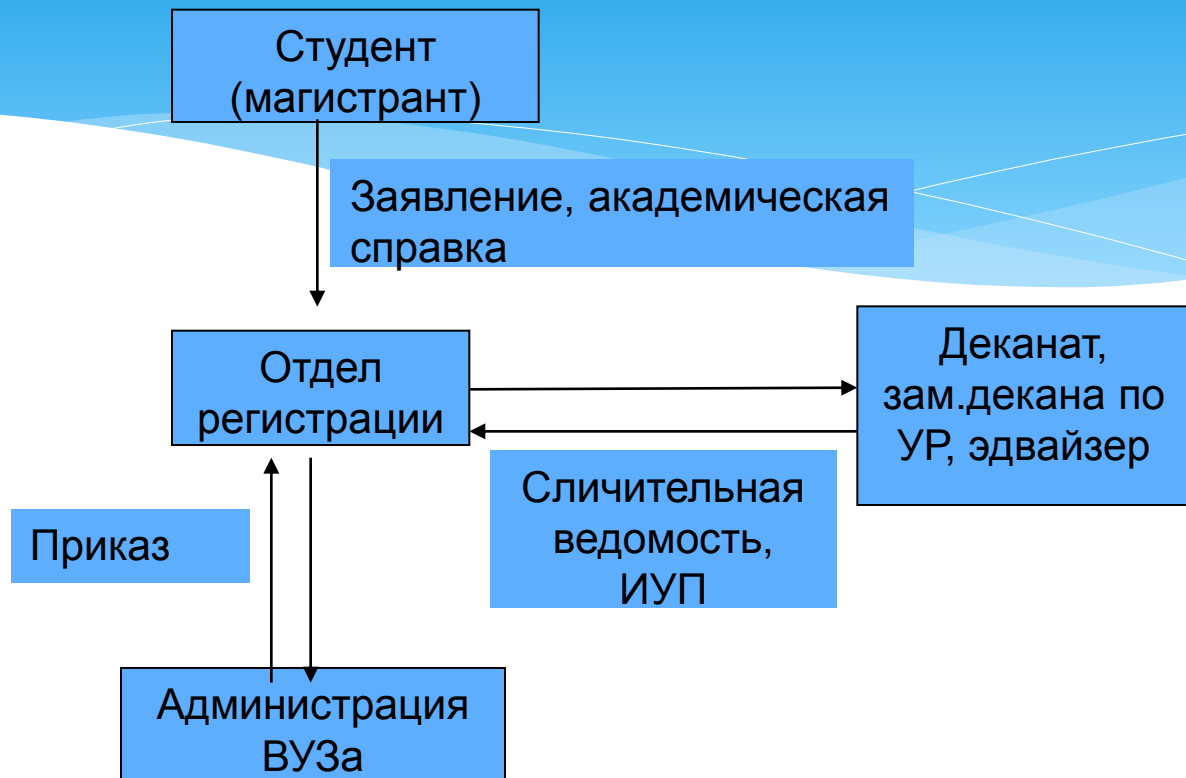 Студент
(магистрант)
Заявление, академическая
справка
Отдел
регистрации
Деканат,
зам.декана по
УР, эдвайзер
Сличительная
ведомость,
ИУП
Приказ
Администрация
ВУЗа